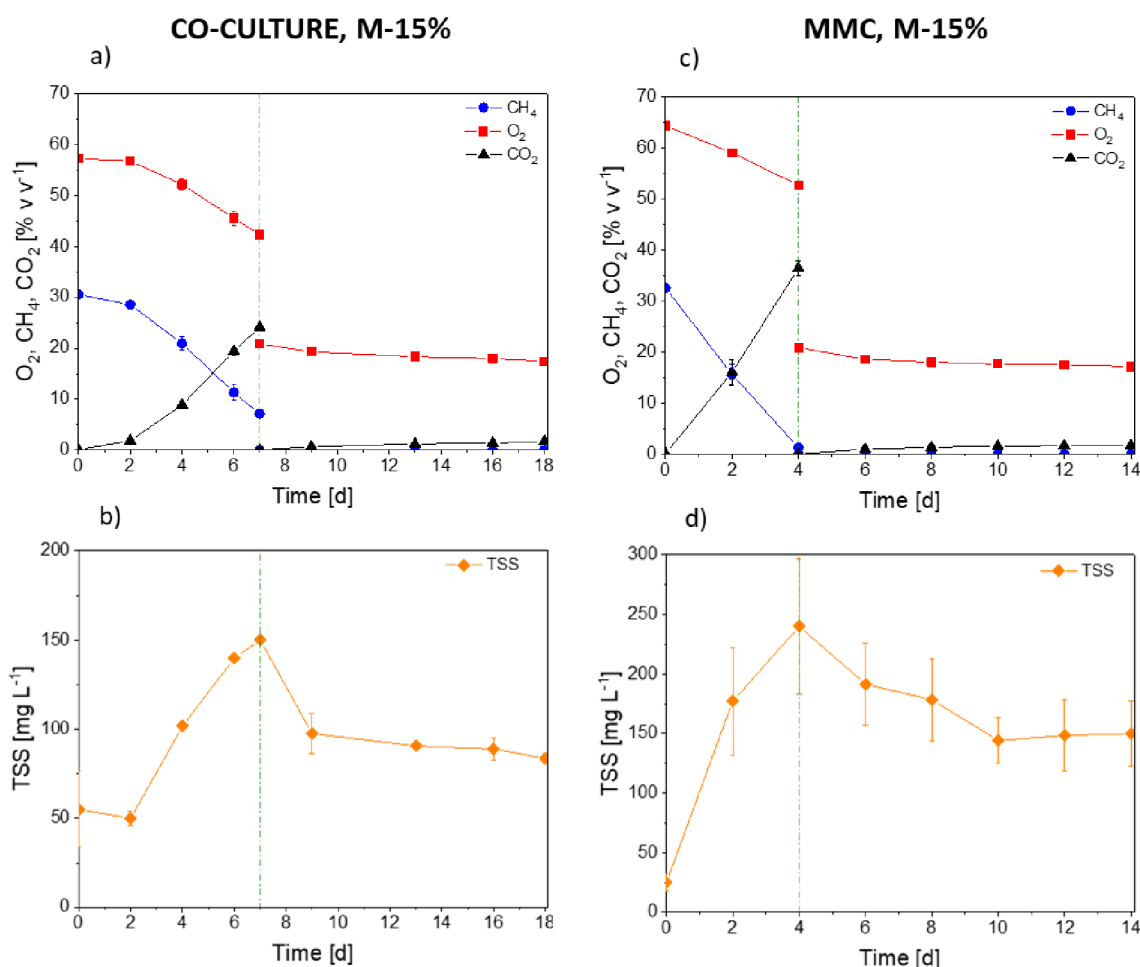 CO-CULTURE, M-15%
a)
70
60
50
40
30
20
10
0
O₂, CH₄, CO₂ [% v v⁻¹]
CH₄
O₂
CO₂
0 2 4 6 8 10 12 14 16 18
Time [d]
b)
200
150
100
50
0
TSS [mg L⁻¹]
TSS
0 2 4 6 8 10 12 14 16 18
Time [d]
MMC, M-15%
c)
70
60
50
40
30
20
10
0
O₂, CH₄, CO₂ [% v v⁻¹]
CH₄
O₂
CO₂
0 2 4 6 8 10 12 14
Time [d]
d)
300
250
200
150
100
50
0
TSS [mg L⁻¹]
TSS
0 2 4 6 8 10 12 14
Time [d]